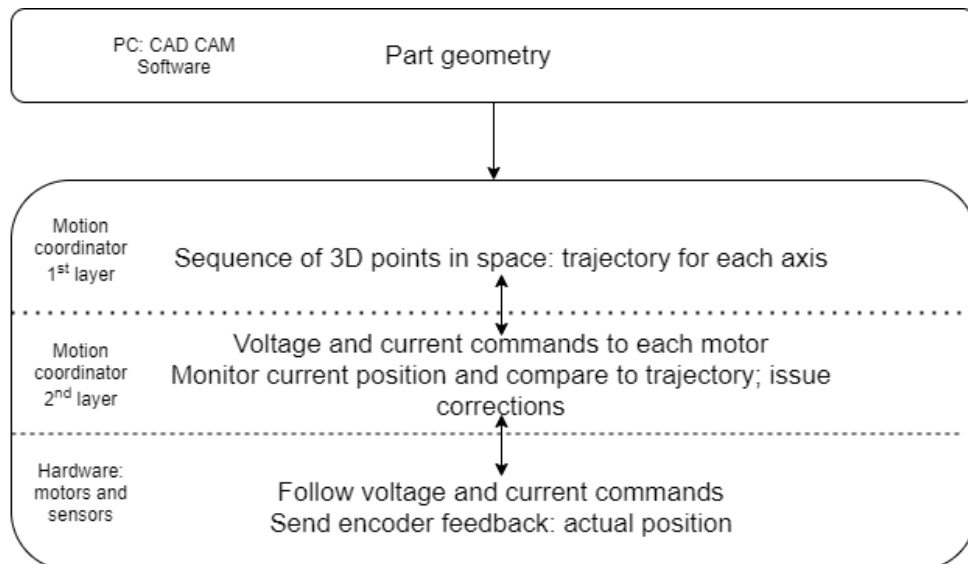 PC: CAD CAM
Software
Part geometry
Motion
coordinator
1st layer
Sequence of 3D points in space: trajectory for each axis
Motion
coordinator
2nd layer
Voltage and current commands to each motor
Monitor current position and compare to trajectory; issue
corrections
Hardware:
motors and
sensors
Follow voltage and current commands
Send encoder feedback: actual position